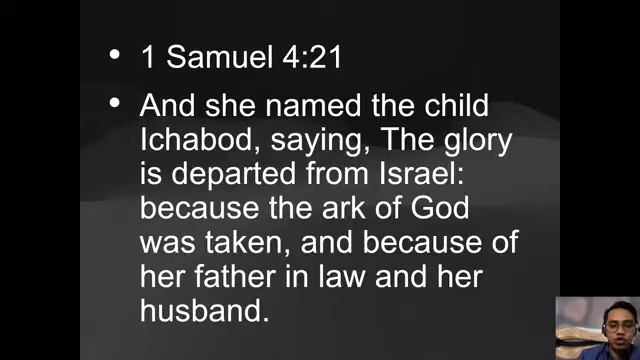 • 1 Samuel 4:21
• And she named the child
Ichabod, saying, The glory
is departed from Israel:
because the ark of God
was taken, and because of
her father in law and her
husband.